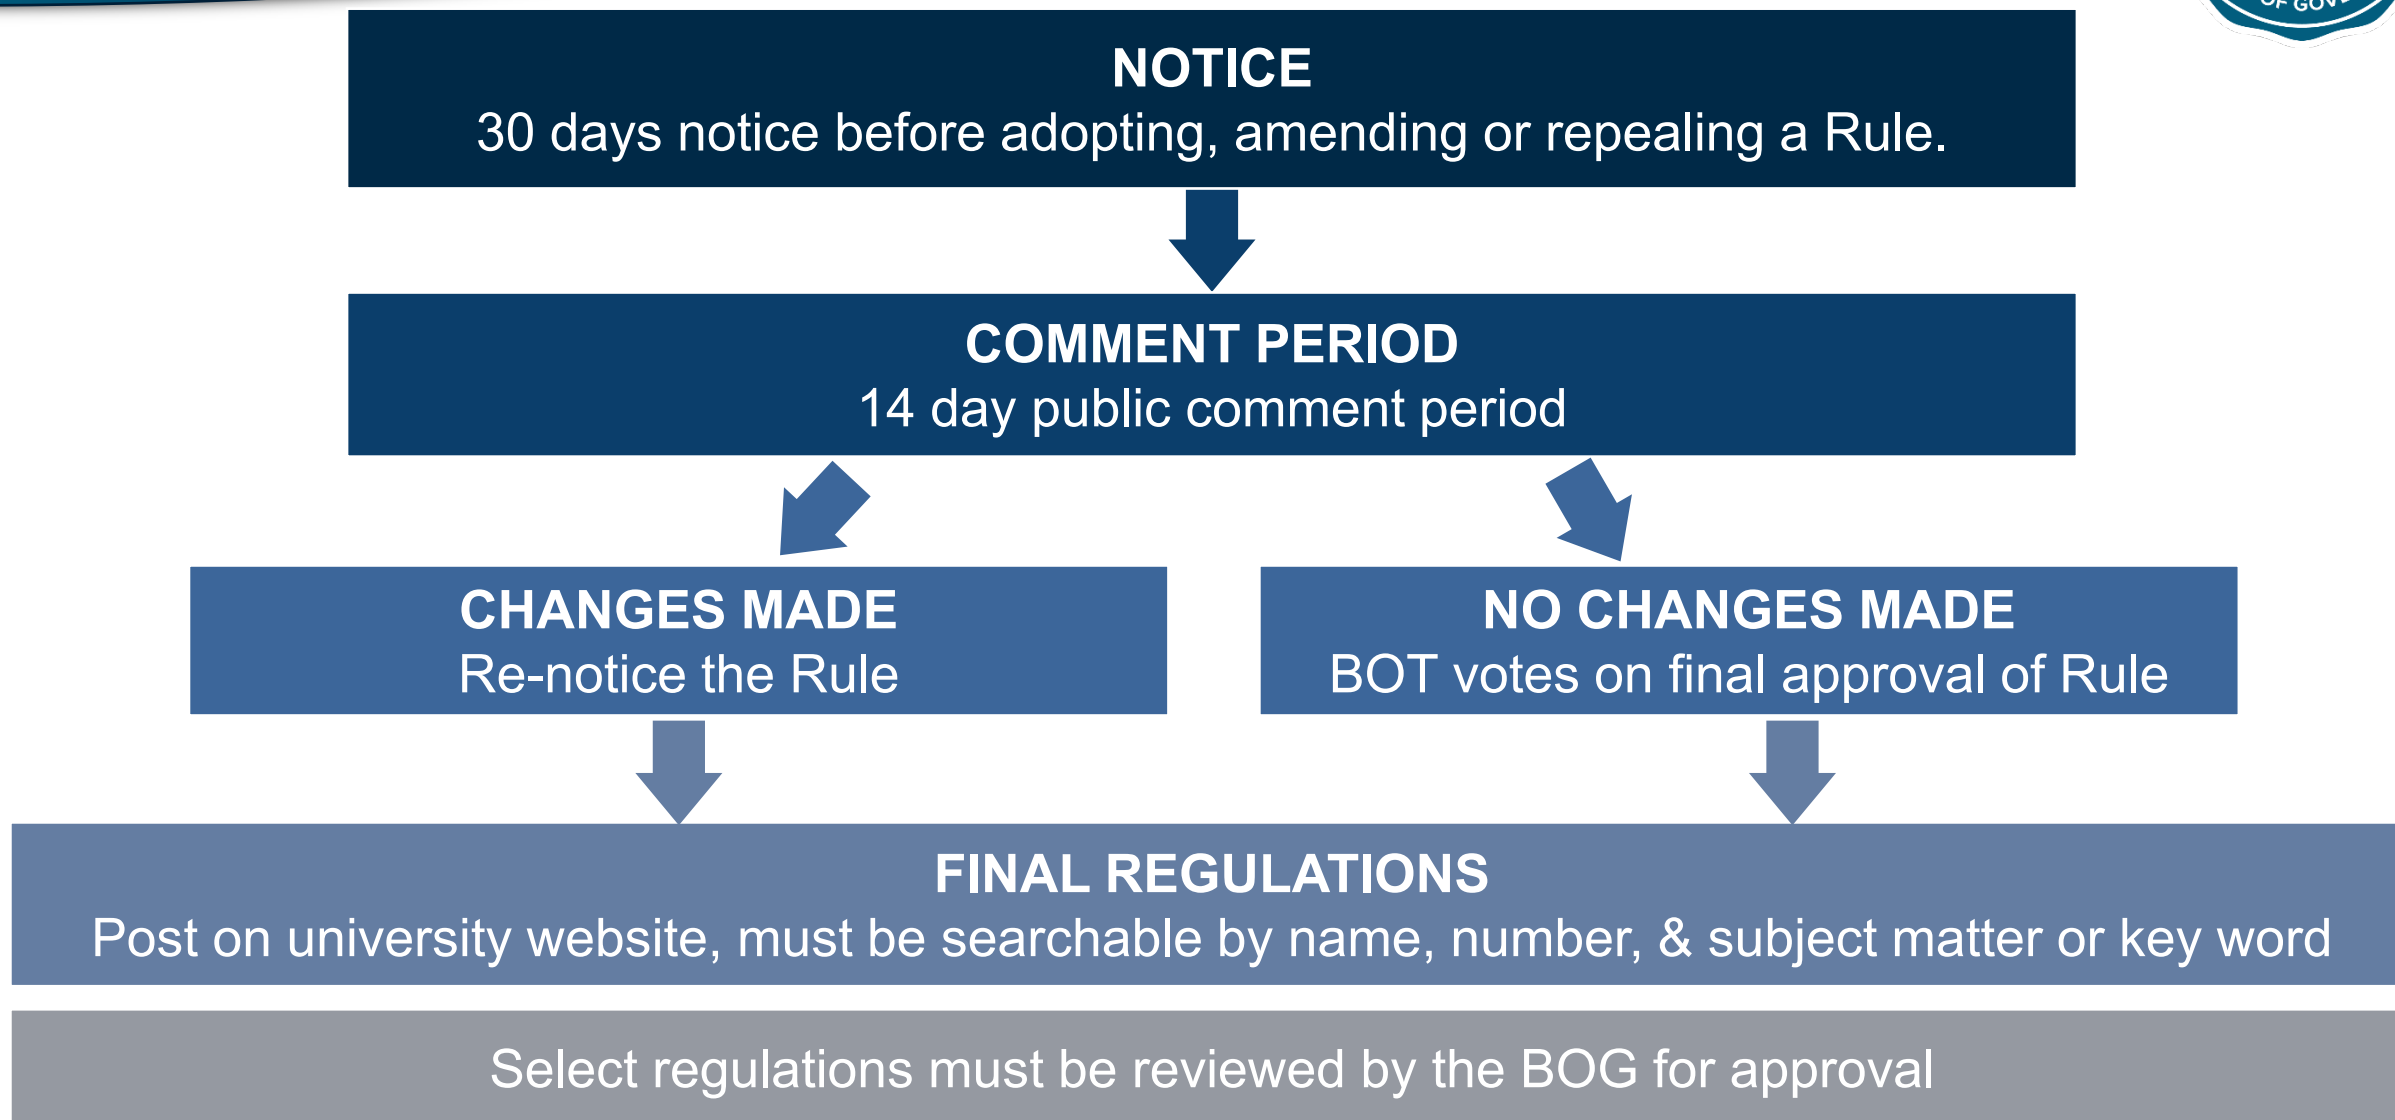 OF GOV
NOTICE
30 days notice before adopting, amending or repealing a Rule.
COMMENT PERIOD
14 day public comment period
CHANGES MADE
Re-notice the Rule
NO CHANGES MADE
BOT votes on final approval of Rule
FINAL REGULATIONS
Post on university website, must be searchable by name, number, & subject matter or key word
Select regulations must be reviewed by the BOG for approval